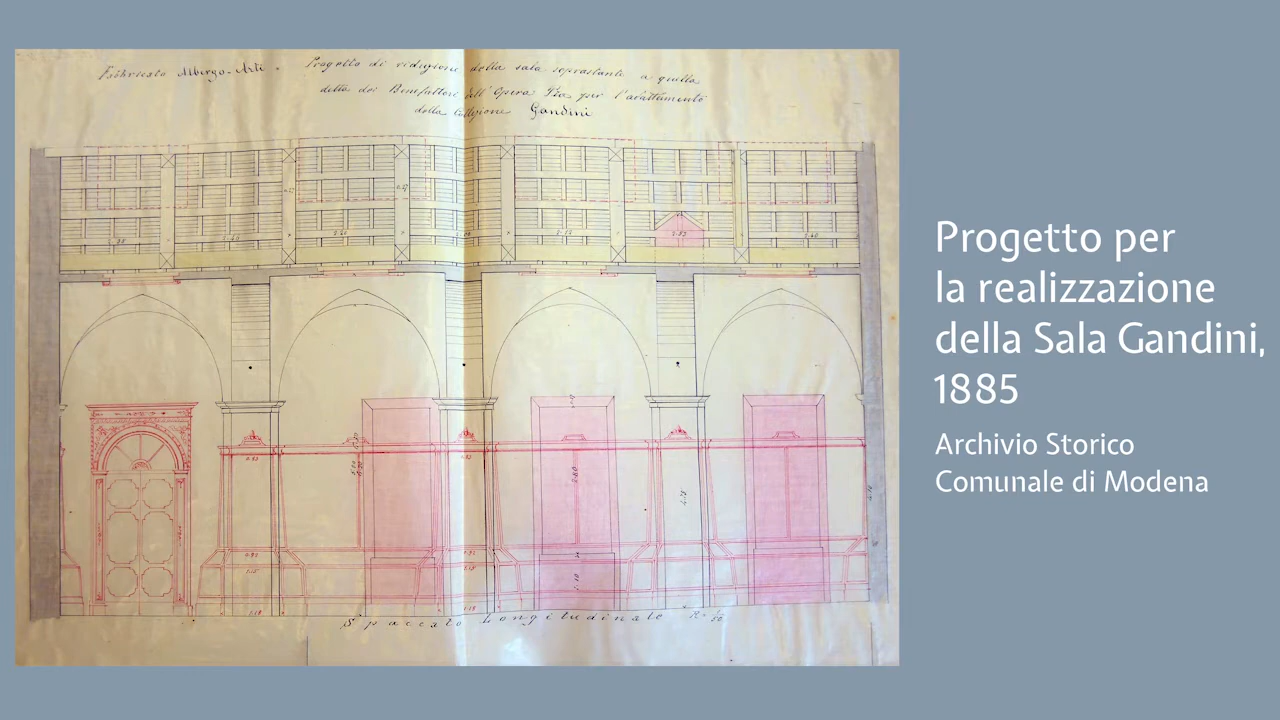 Fabbricato Albergo-Arti.
Progetto di riduzione della sala soprastante a quella
detta dei Benefattori dell'Opera Pia per l'adattamento
della Collezione Gandini
Spaccato Longitudinale
Progetto per
la realizzazione
della Sala Gandini,
1885
Archivio Storico
Comunale di Modena